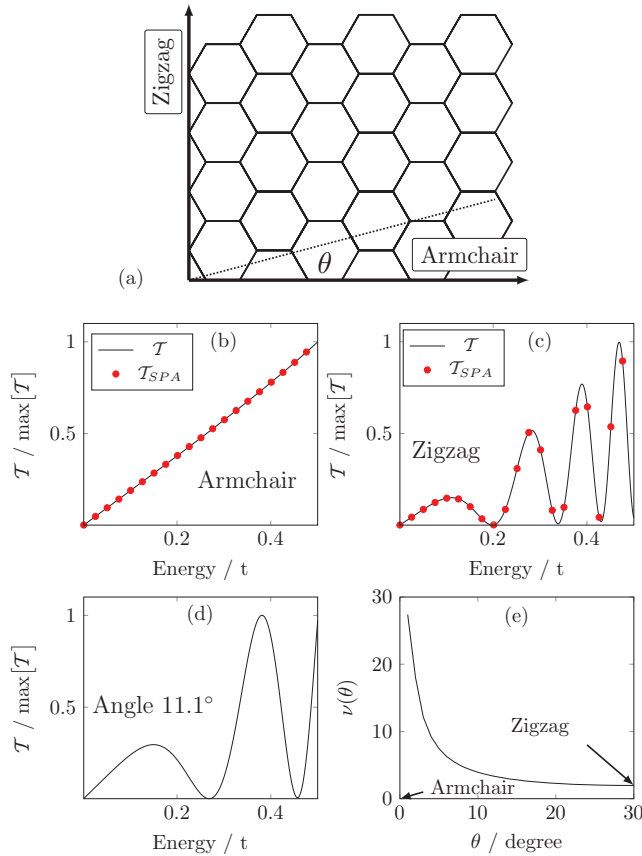 Zigzag
Armchair
θ
(a)
(b)
𝒯
𝒯_SPA
Armchair
1
0.5
0.2
0.4
𝒯 / max[𝒯]
Energy / t
(c)
𝒯
𝒯_SPA
Zigzag
1
0.5
0.2
0.4
𝒯 / max[𝒯]
Energy / t
(d)
Angle 11.1°
1
0.5
0.2
0.4
𝒯 / max[𝒯]
Energy / t
(e)
Zigzag
Armchair
30
20
10
0
0
10
20
30
ν(θ)
θ / degree